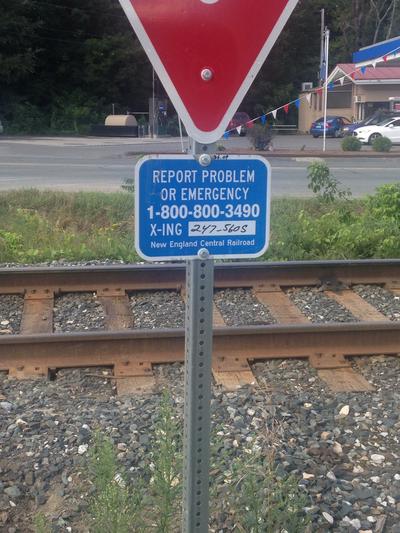 REPORT PROBLEM
OR EMERGENCY
1-800-800-3490
X-ING 247-560S
New England Central Railroad